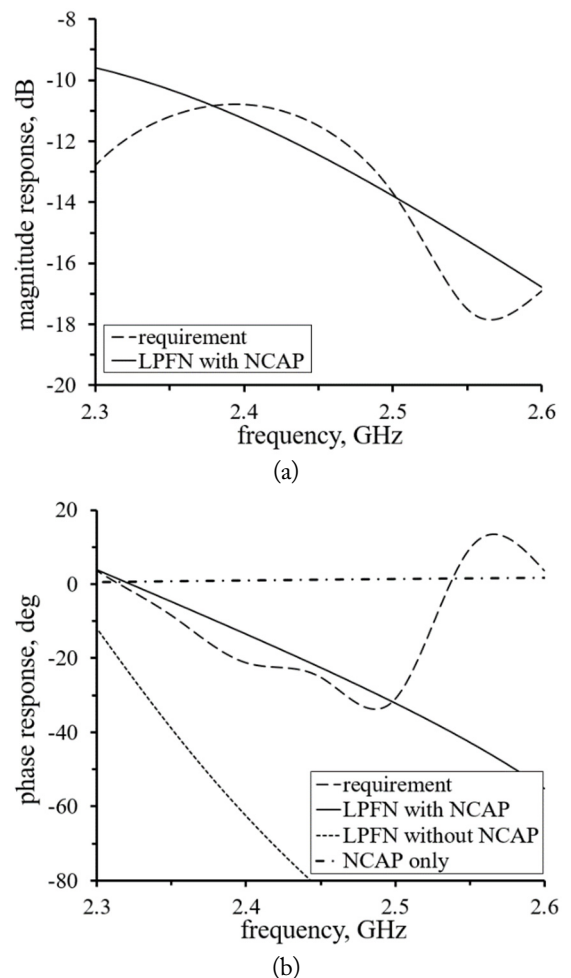 -8
-10
-12
-14
-16
-18
-20
magnitude response, dB
requirement
LPFN with NCAP
2.3
2.4
2.5
2.6
frequency, GHz
(a)
20
0
-20
-40
-60
-80
phase response, deg
requirement
LPFN with NCAP
LPFN without NCAP
NCAP only
2.3
2.4
2.5
2.6
frequency, GHz
(b)